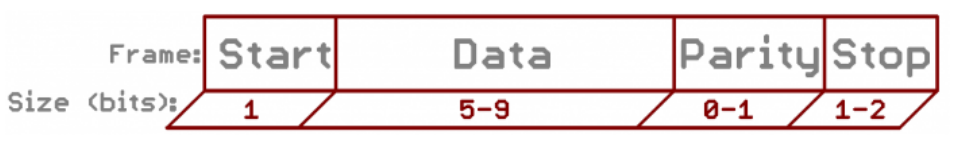 Frame: Start Data Parity Stop
Size (bits): 1 5-9 0-1 1-2